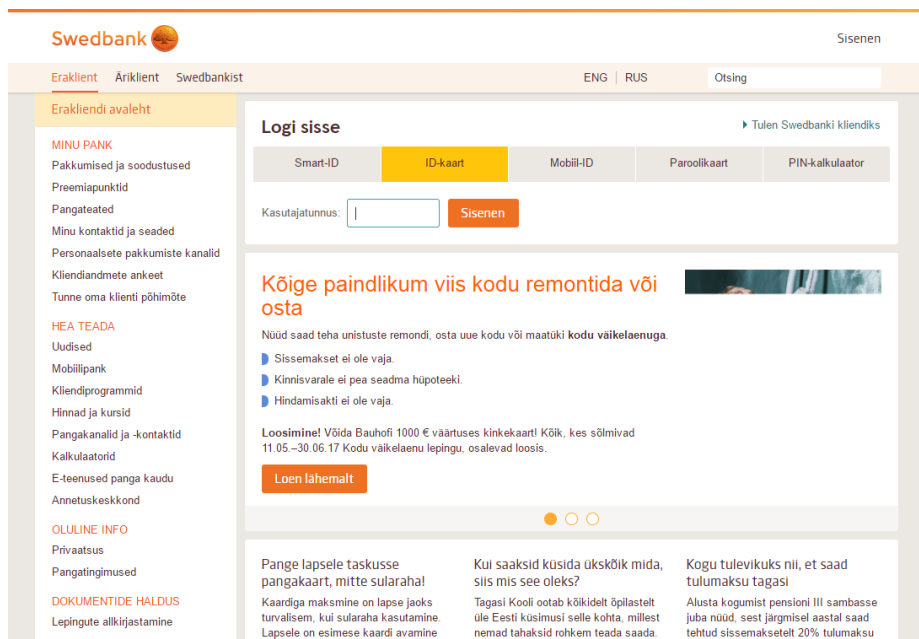 Swedbank
Sisenen
Eraklient Äriklient Swedbankist
ENG | RUS
Otsing
Erakliendi avaleht
MINU PANK
Pakkumised ja soodustused
Preemiapunktid
Pangateated
Minu kontaktid ja seaded
Personaalsete pakkumiste kanalid
Kliendiandmete ankeet
Tunne oma klienti põhimõte
HEA TEADA
Uudised
Mobiilipank
Kliendiprogrammid
Hinnad ja kursid
Pangakanalid ja -kontaktid
Kalkulaatorid
E-teenused panga kaudu
Annetuskeskkond
OLULINE INFO
Privaatsus
Pangatingimused
DOKUMENTIDE HALDUS
Lepingute allkirjastamine
Logi sisse
Tulen Swedbanki kliendiks
Smart-ID ID-kaart Mobiil-ID Paroolikaart PIN-kalkulaator
Kasutajatunnus:
Sisenen
Kõige paindlikum viis kodu remontida või
osta
Nüüd saad teha unistuste remondi, osta uue kodu või maatüki kodu väikelaenuga.
Sissemakset ei ole vaja.
Kinnisvarale ei pea seadma hüpoteeki.
Hindamisakti ei ole vaja.
Loosimine! Võida Bauhofi 1000 € väärtuses kinkekaart! Kõik, kes sõlmivad
11.05.–30.06.17 Kodu väikelaenu lepingu, osalevad loosis.
Loen lähemalt
Pange lapsele taskusse
pangakaart, mitte sularaha!
Kaardiga maksmine on lapse jaoks
turvalisem, kui sularaha kasutamine.
Lapsele on esimese kaardi avamine
Kui saaksid küsida ükskõik mida,
siis mis see oleks?
Tagasi Kooli ootab kõikidelt õpilastelt
üle Eesti küsimusi selle kohta, millest
nemad tahaksid rohkem teada saada.
Kogu tulevikuks nii, et saad
tulumaksu tagasi
Alusta kogumist pensioni III sambasse
juba nüüd, sest järgmisel aastal saad
tehtud sissemaksetelt 20% tulumaksu